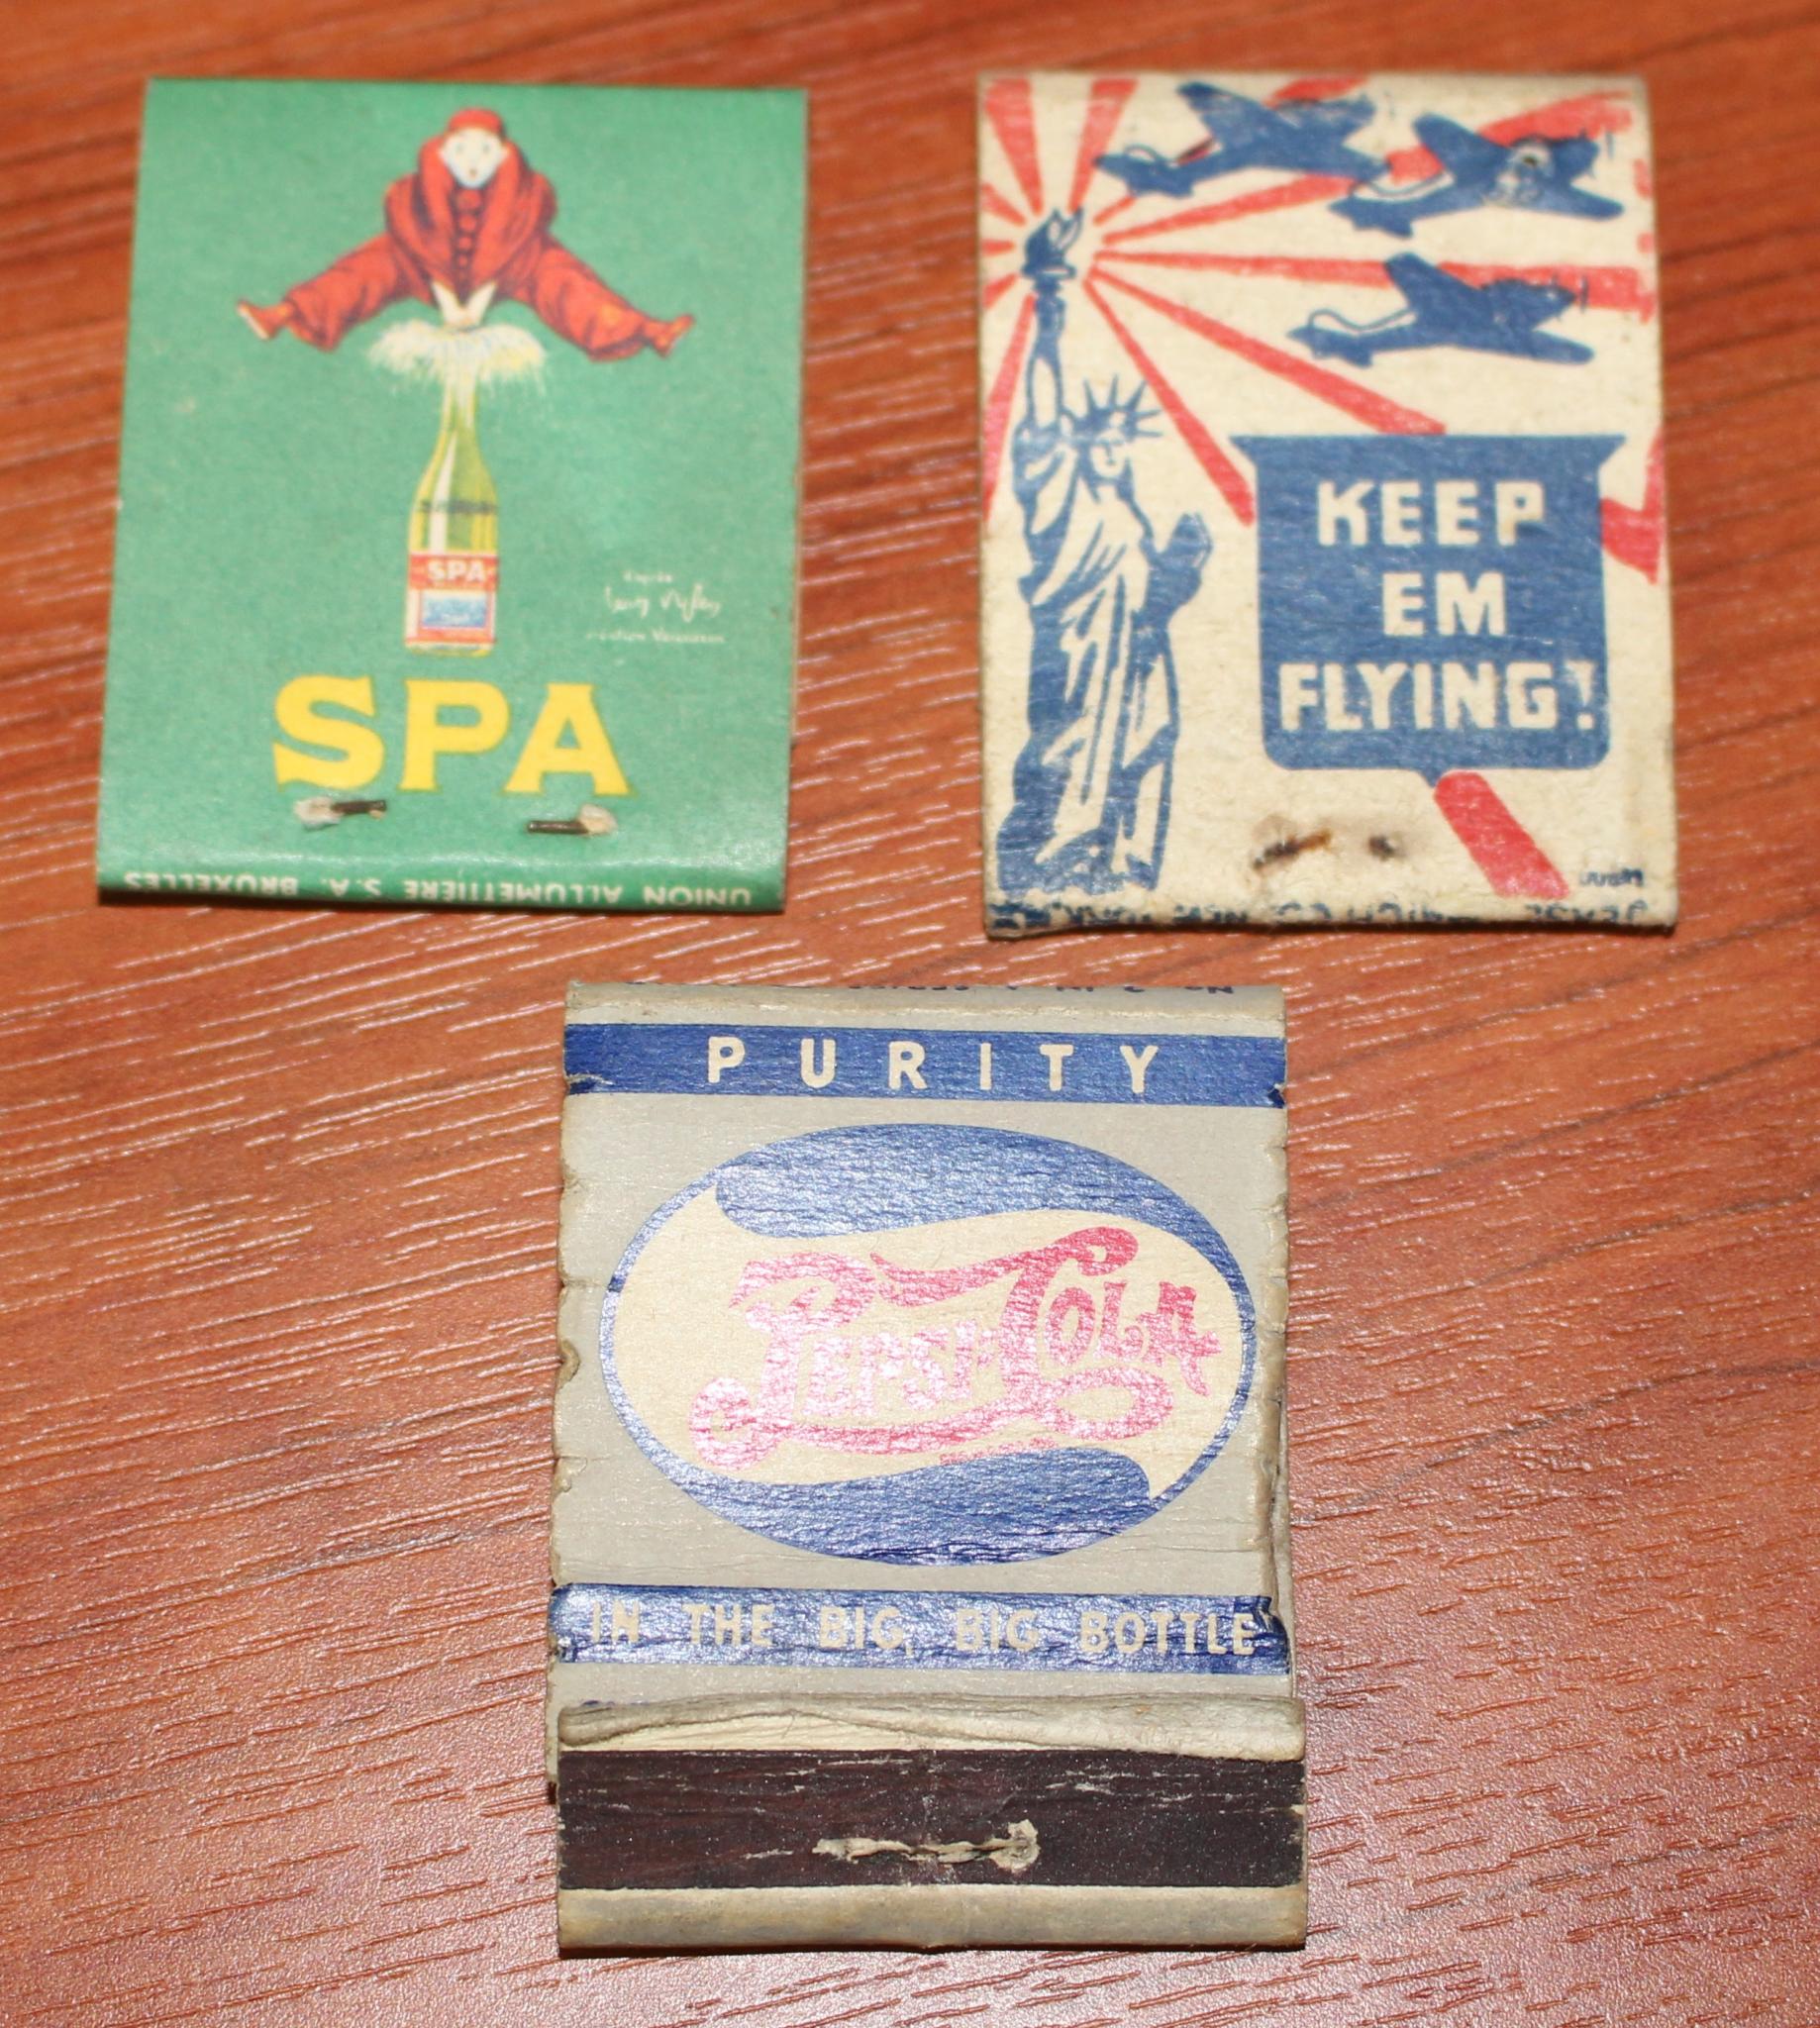 SPA
SPA
UNION ALLUMETTIERE S.A. BRUXELLES
KEEP
EM
FLYING!
PURITY
PEPSI-COLA
IN THE BIG, BIG BOTTLE